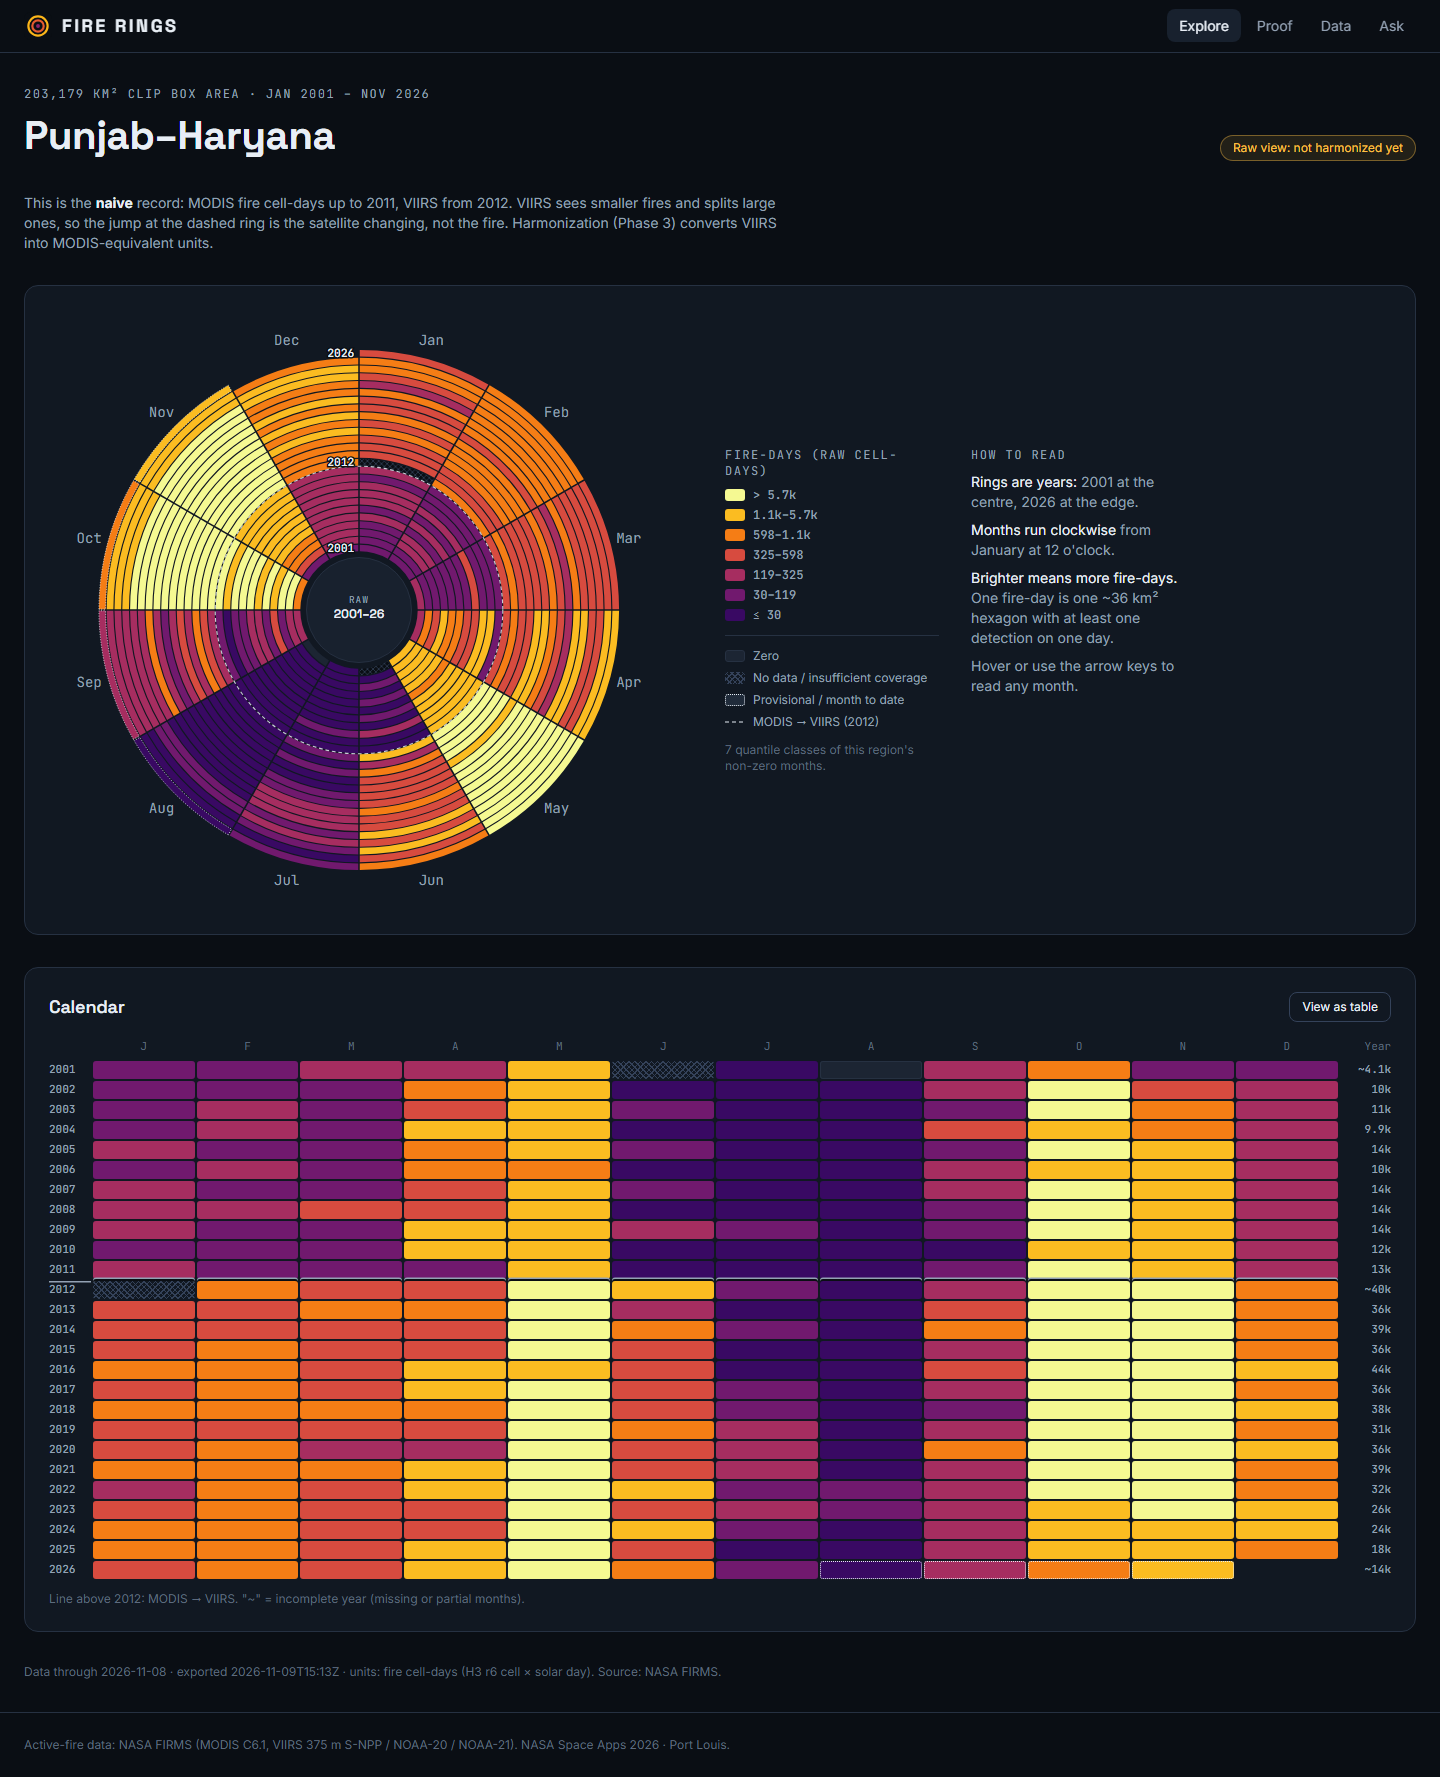 FIRE RINGS
Explore Proof Data Ask
203,179 KM² CLIP BOX AREA · JAN 2001 – NOV 2026
Punjab–Haryana
Raw view: not harmonized yet
This is the naive record: MODIS fire cell-days up to 2011, VIIRS from 2012. VIIRS sees smaller fires and splits large
ones, so the jump at the dashed ring is the satellite changing, not the fire. Harmonization (Phase 3) converts VIIRS
into MODIS-equivalent units.
Dec Jan
2026
Nov Feb
2012
Oct 2001 Mar
RAW
2001–26
Sep Apr
Aug May
Jul Jun
FIRE-DAYS (RAW CELL-
DAYS)
> 5.7k
1.1k–5.7k
598–1.1k
325–598
119–325
30–119
≤ 30
Zero
No data / insufficient coverage
Provisional / month to date
MODIS → VIIRS (2012)
7 quantile classes of this region's
non-zero months.
HOW TO READ
Rings are years: 2001 at the
centre, 2026 at the edge.
Months run clockwise from
January at 12 o'clock.
Brighter means more fire-days.
One fire-day is one ~36 km²
hexagon with at least one
detection on one day.
Hover or use the arrow keys to
read any month.
Calendar
View as table
J F M A M J J A S O N D Year
2001 ~4.1k
2002 10k
2003 11k
2004 9.9k
2005 14k
2006 10k
2007 14k
2008 14k
2009 14k
2010 12k
2011 13k
2012 ~40k
2013 36k
2014 39k
2015 36k
2016 44k
2017 36k
2018 38k
2019 31k
2020 36k
2021 39k
2022 32k
2023 26k
2024 24k
2025 18k
2026 ~14k
Line above 2012: MODIS → VIIRS. "~" = incomplete year (missing or partial months).
Data through 2026-11-08 · exported 2026-11-09T15:13Z · units: fire cell-days (H3 r6 cell × solar day). Source: NASA FIRMS.
Active-fire data: NASA FIRMS (MODIS C6.1, VIIRS 375 m S-NPP / NOAA-20 / NOAA-21). NASA Space Apps 2026 · Port Louis.